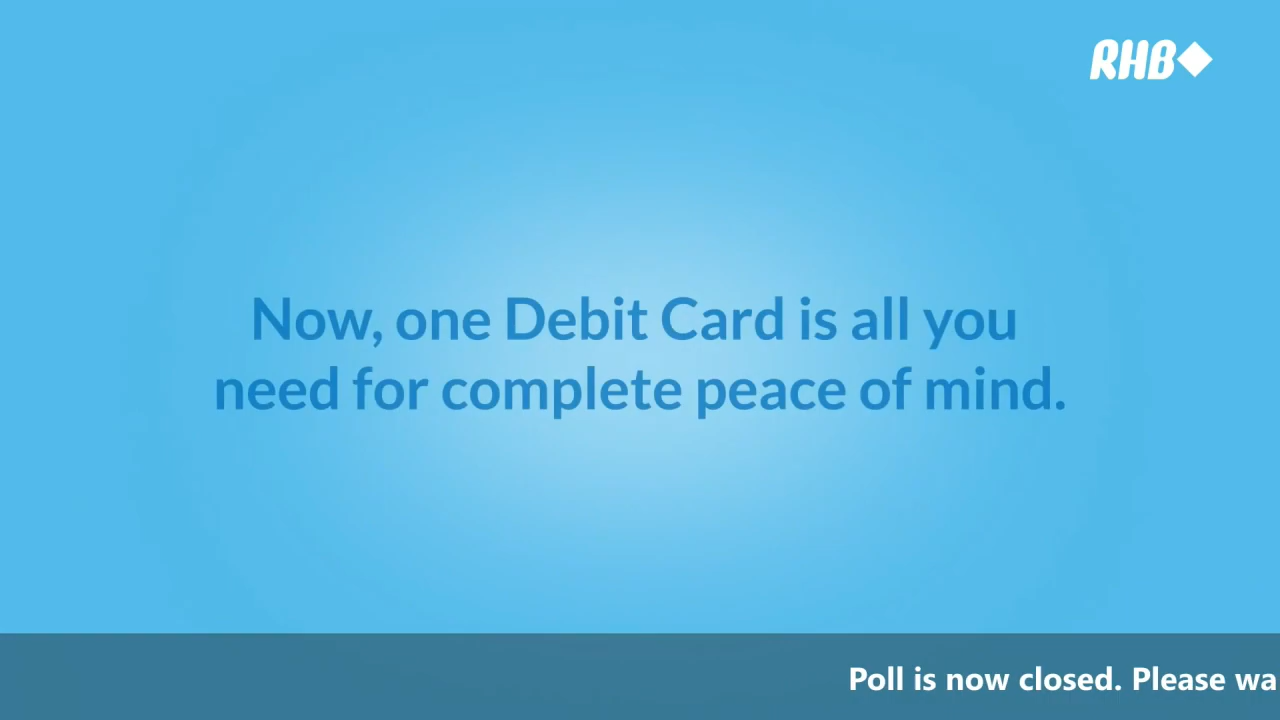 RHB
Now, one Debit Card is all you
need for complete peace of mind.
Poll is now closed. Please wa